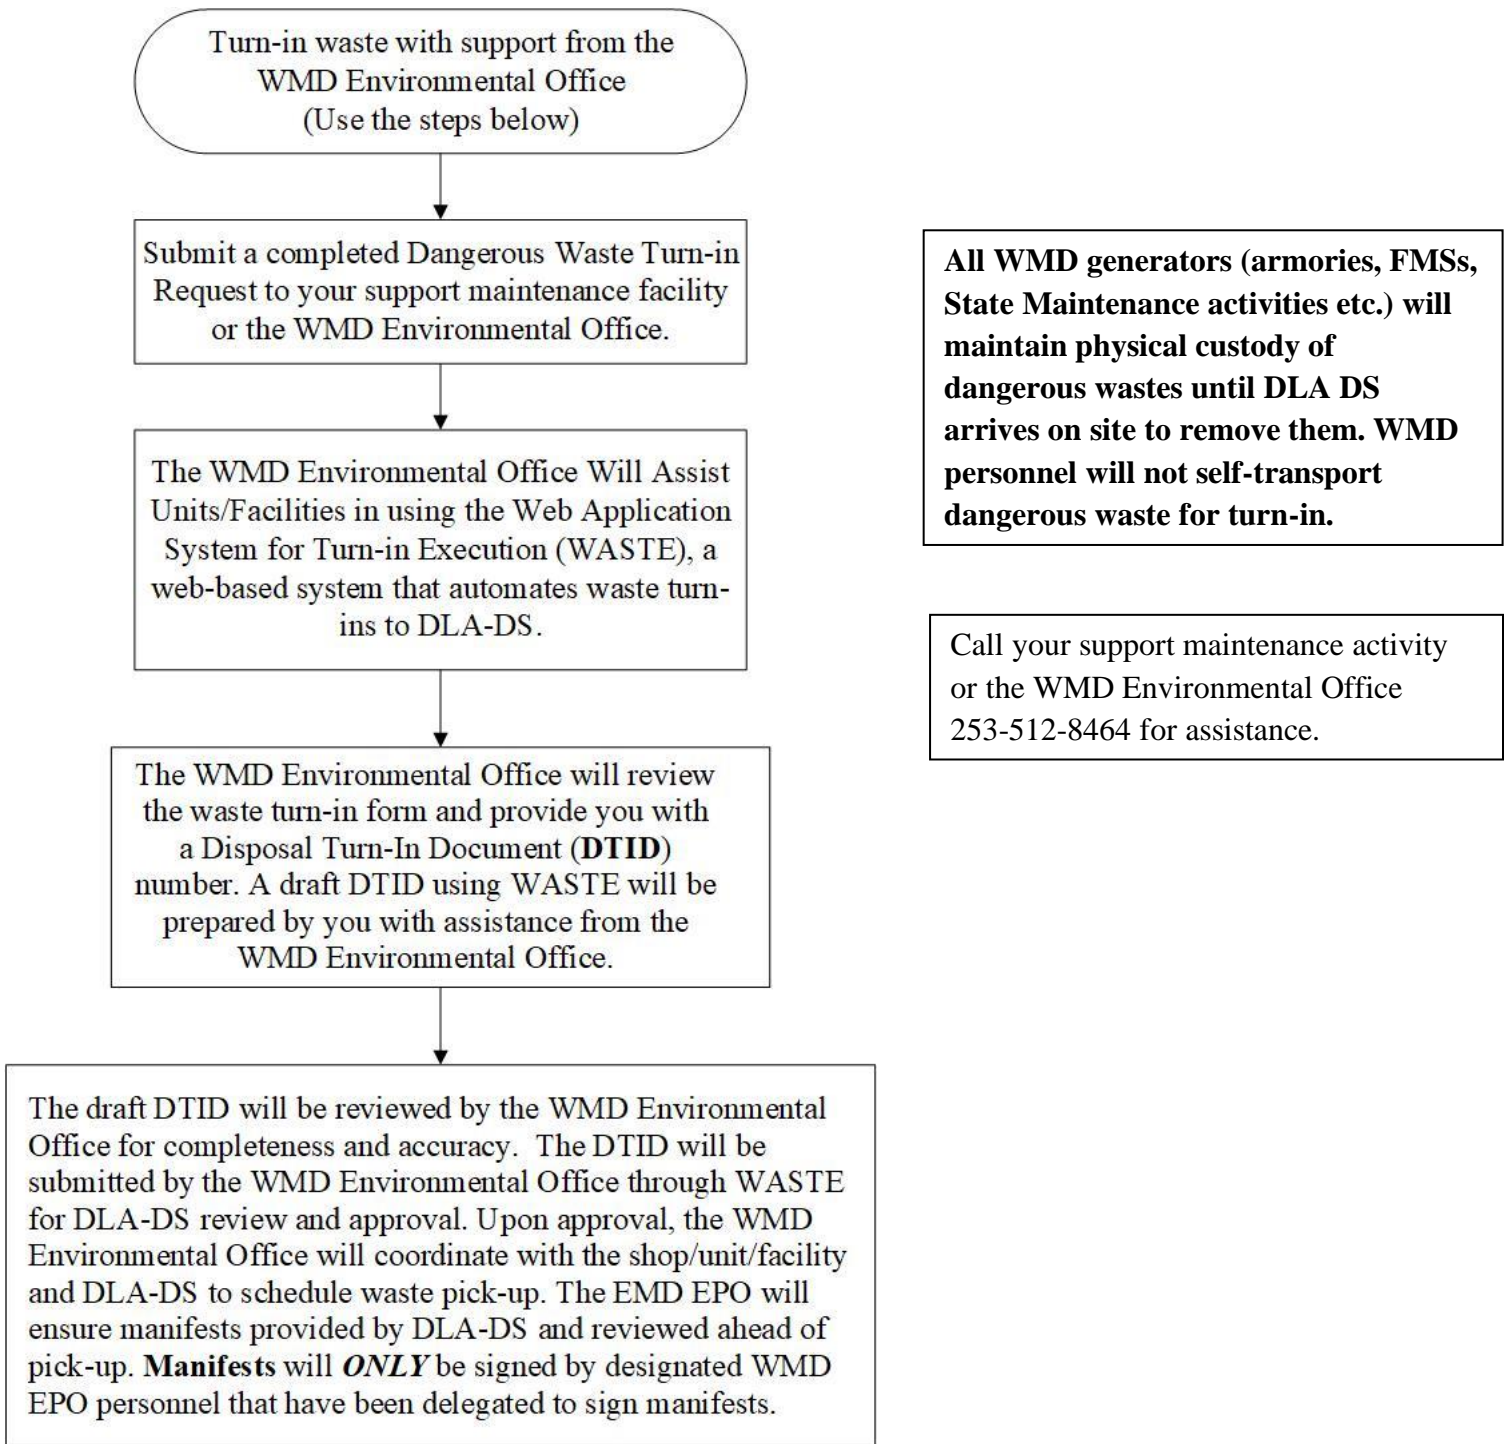 Turn-in waste with support from the
WMD Environmental Office
(Use the steps below)
Submit a completed Dangerous Waste Turn-in
Request to your support maintenance facility
or the WMD Environmental Office.
The WMD Environmental Office Will Assist
Units/Facilities in using the Web Application
System for Turn-in Execution (WASTE), a
web-based system that automates waste turn-
ins to DLA-DS.
The WMD Environmental Office will review
the waste turn-in form and provide you with
a Disposal Turn-In Document (DTID)
number. A draft DTID using WASTE will be
prepared by you with assistance from the
WMD Environmental Office.
The draft DTID will be reviewed by the WMD Environmental
Office for completeness and accuracy.  The DTID will be
submitted by the WMD Environmental Office through WASTE
for DLA-DS review and approval. Upon approval, the WMD
Environmental Office will coordinate with the shop/unit/facility
and DLA-DS to schedule waste pick-up. The EMD EPO will
ensure manifests provided by DLA-DS and reviewed ahead of
pick-up. Manifests will ONLY be signed by designated WMD
EPO personnel that have been delegated to sign manifests.
All WMD generators (armories, FMSs,
State Maintenance activities etc.) will
maintain physical custody of
dangerous wastes until DLA DS
arrives on site to remove them. WMD
personnel will not self-transport
dangerous waste for turn-in.
Call your support maintenance activity
or the WMD Environmental Office
253-512-8464 for assistance.